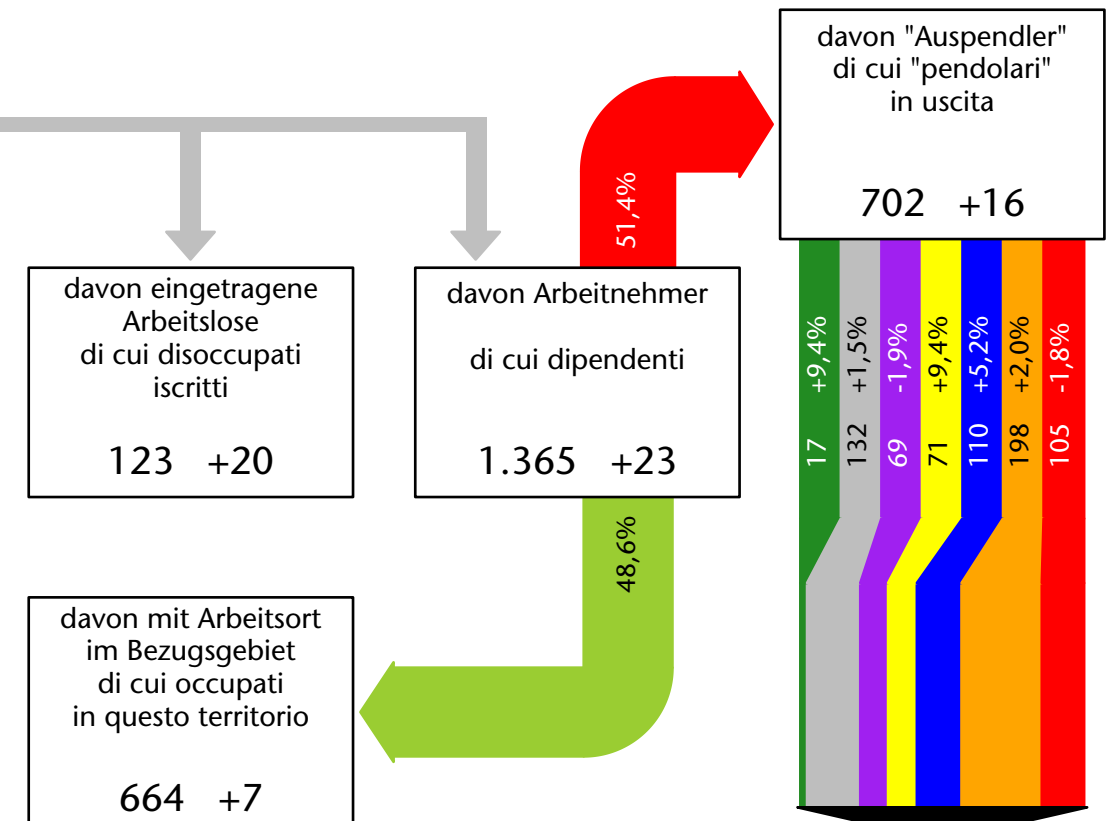 davon "Auspendler"
di cui "pendolari"
in uscita
702 +16
51,4%
davon eingetragene
Arbeitslose
di cui disoccupati
iscritti
123 +20
davon Arbeitnehmer
di cui dipendenti
1.365 +23
17 +9,4%
132 +1,5%
69 -1,9%
71 +9,4%
110 +5,2%
198 +2,0%
105 -1,8%
48,6%
davon mit Arbeitsort
im Bezugsgebiet
di cui occupati
in questo territorio
664 +7